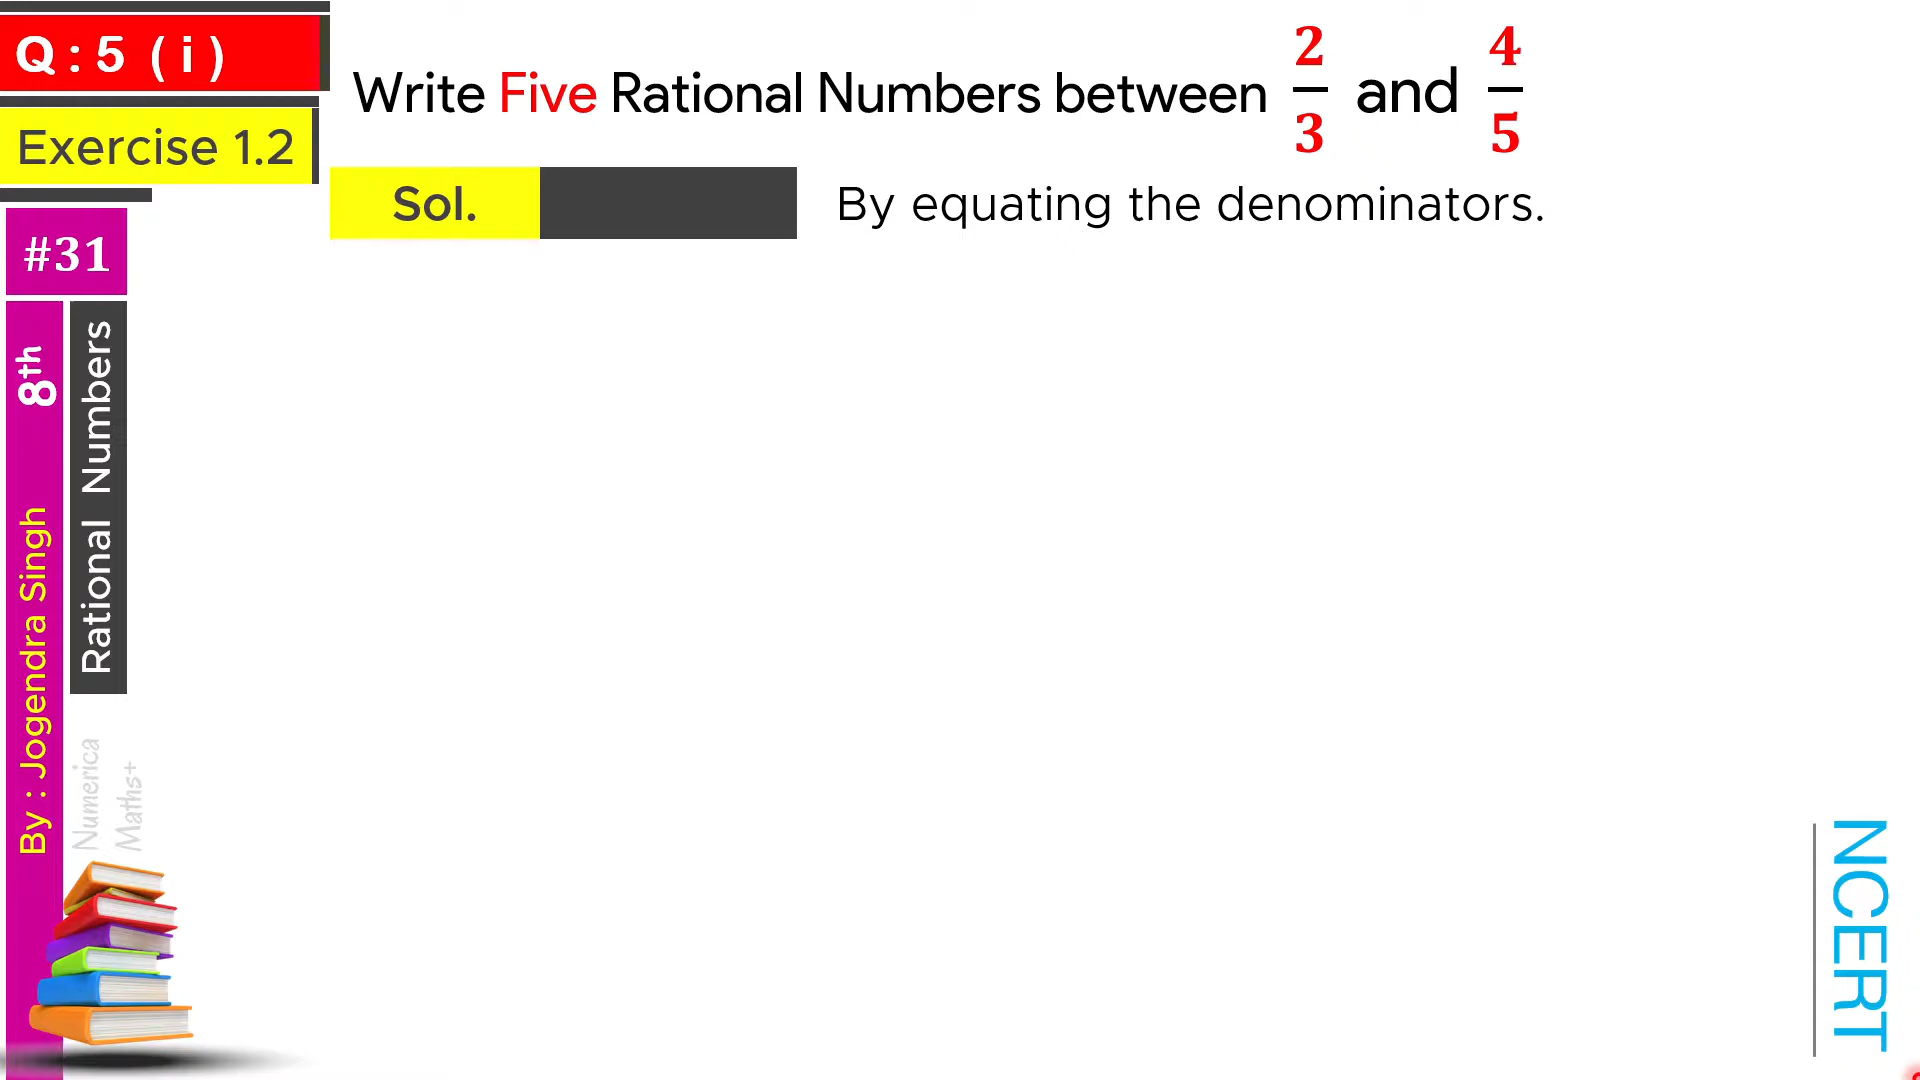 Q : 5 ( i )
Exercise 1.2
Write Five Rational Numbers between 2/3 and 4/5
Sol.
By equating the denominators.
#31
8th
By : Jogendra Singh
Rational Numbers
Numerica
Maths+
NCERT